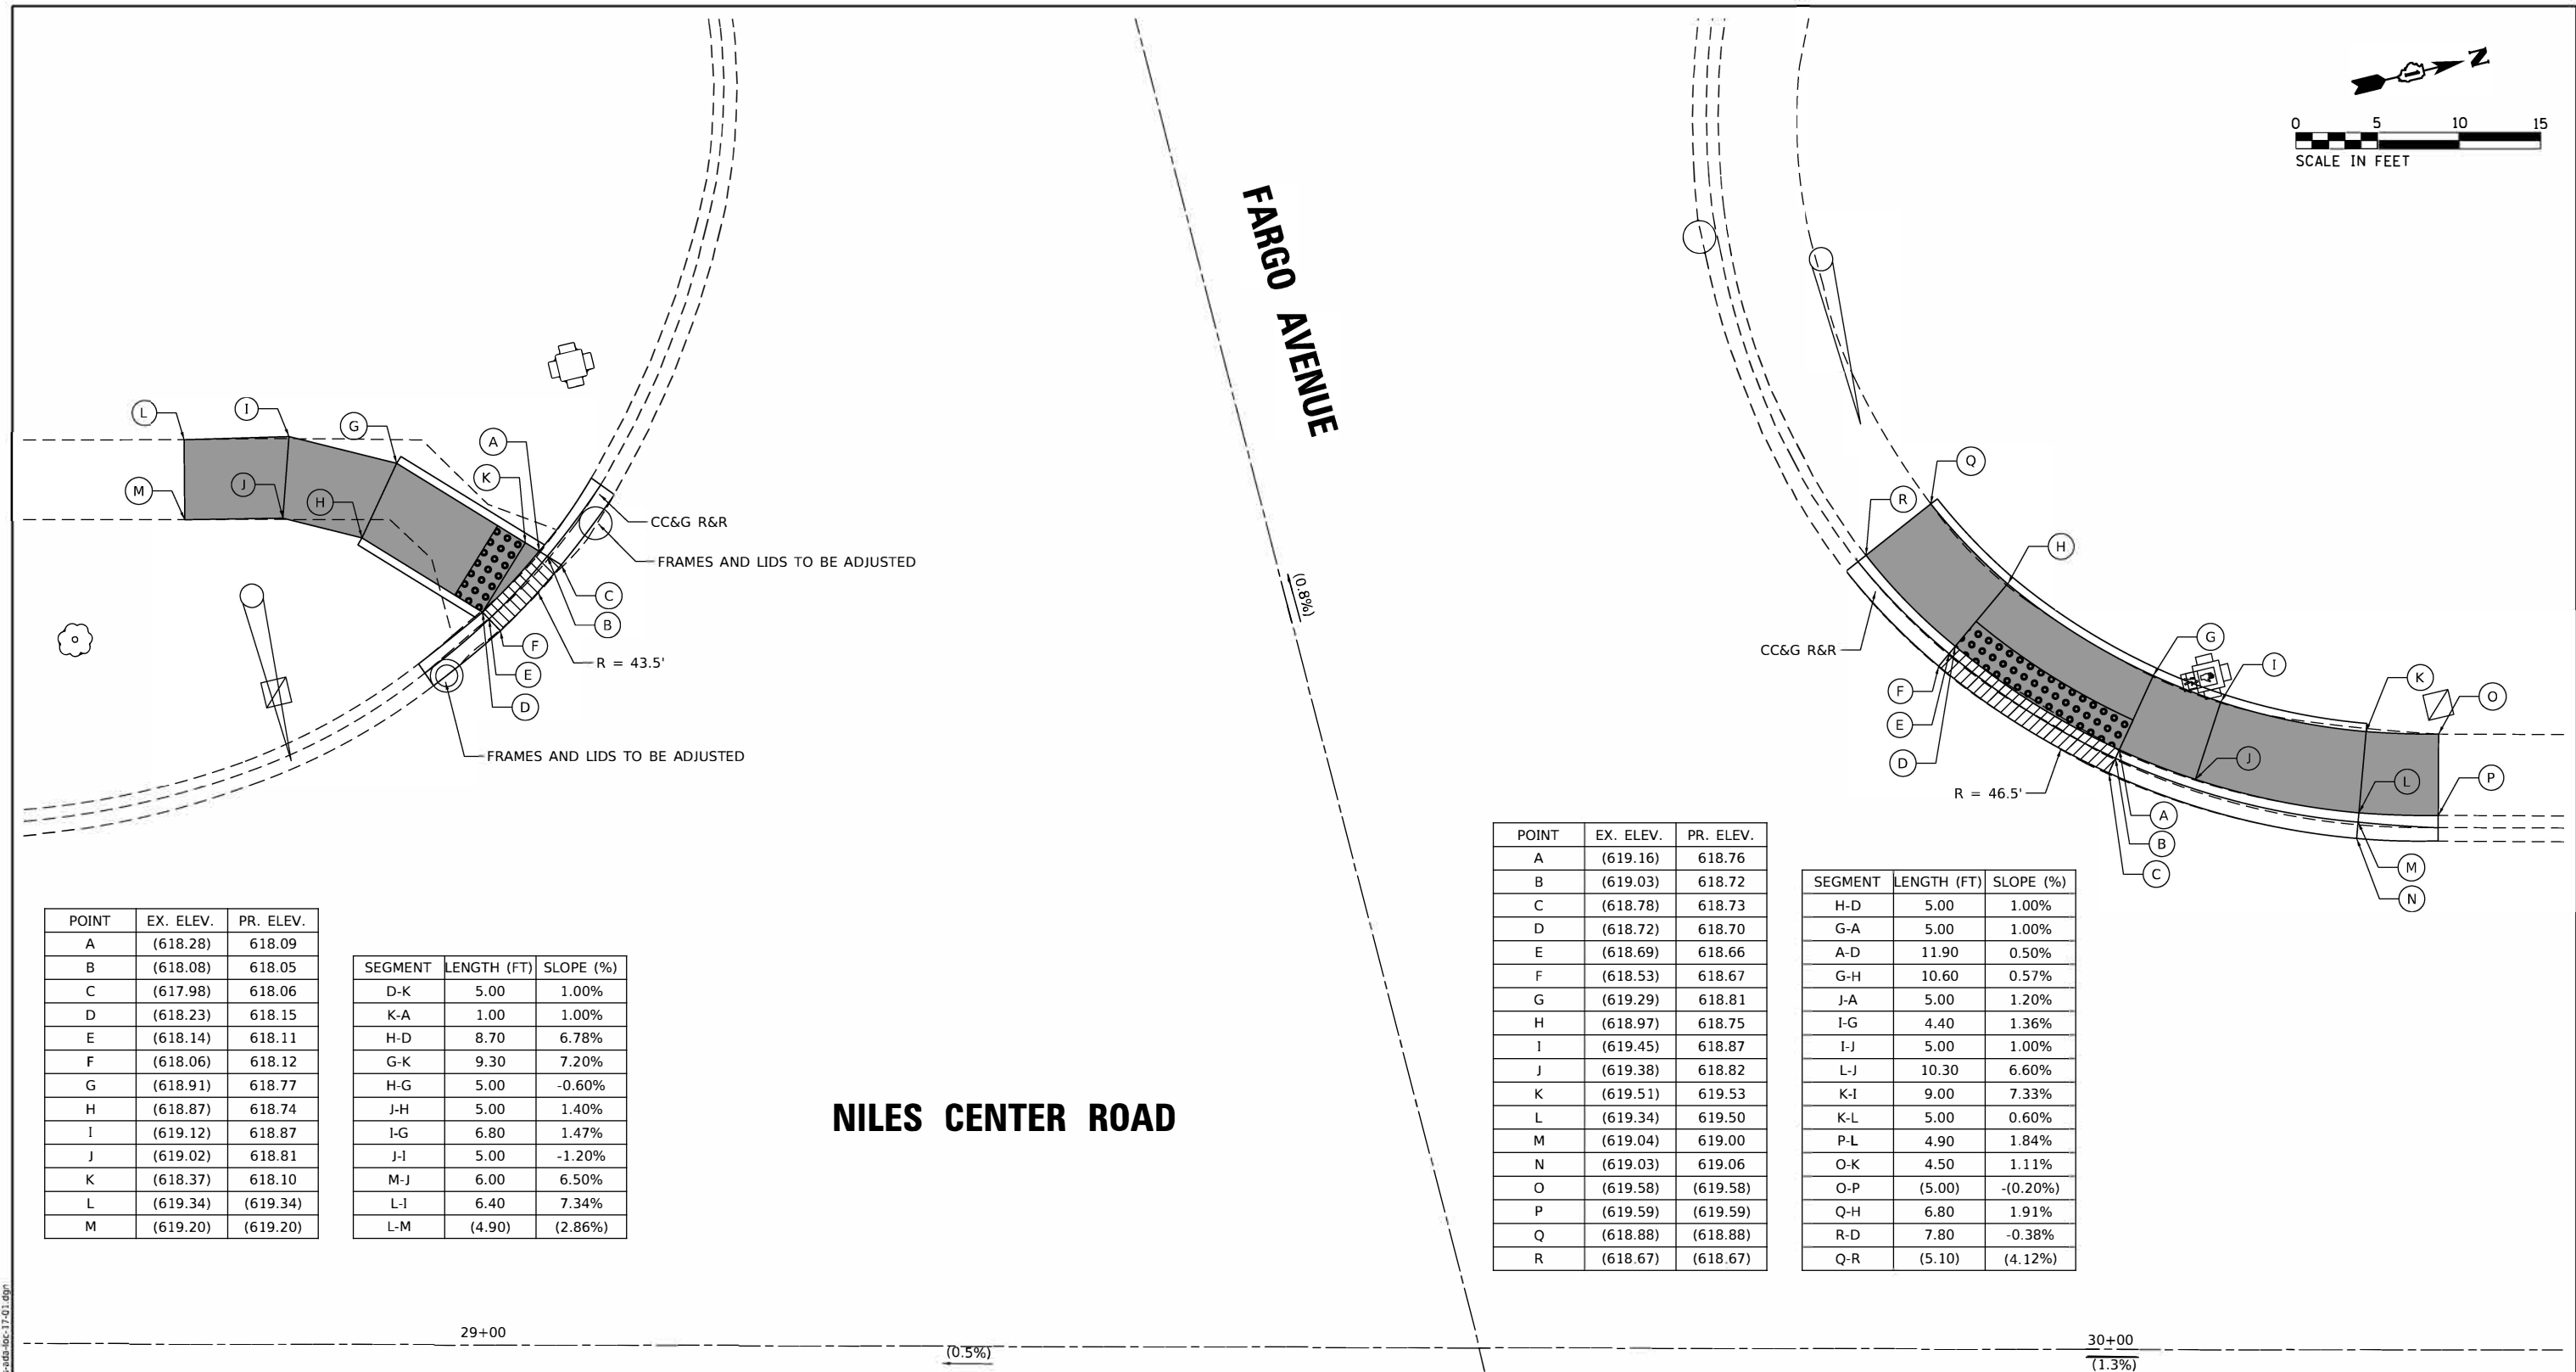 N
0 5 10 15
SCALE IN FEET
FARGO AVENUE
(0.8%)
L
I
G
A
K
M
J
H
CC&G R&R
FRAMES AND LIDS TO BE ADJUSTED
C
B
F
R = 43.5'
E
D
FRAMES AND LIDS TO BE ADJUSTED
Q
R
H
CC&G R&R
G
I
K
O
F
E
D
J
L
P
R = 46.5'
A
B
C
M
N
POINT EX. ELEV. PR. ELEV.
A (618.28) 618.09
B (618.08) 618.05
C (617.98) 618.06
D (618.23) 618.15
E (618.14) 618.11
F (618.06) 618.12
G (618.91) 618.77
H (618.87) 618.74
I (619.12) 618.87
J (619.02) 618.81
K (618.37) 618.10
L (619.34) (619.34)
M (619.20) (619.20)
SEGMENT LENGTH (FT) SLOPE (%)
D-K 5.00 1.00%
K-A 1.00 1.00%
H-D 8.70 6.78%
G-K 9.30 7.20%
H-G 5.00 -0.60%
J-H 5.00 1.40%
I-G 6.80 1.47%
J-I 5.00 -1.20%
M-J 6.00 6.50%
L-I 6.40 7.34%
L-M (4.90) (2.86%)
NILES CENTER ROAD
POINT EX. ELEV. PR. ELEV.
A (619.16) 618.76
B (619.03) 618.72
C (618.78) 618.73
D (618.72) 618.70
E (618.69) 618.66
F (618.53) 618.67
G (619.29) 618.81
H (618.97) 618.75
I (619.45) 618.87
J (619.38) 618.82
K (619.51) 619.53
L (619.34) 619.50
M (619.04) 619.00
N (619.03) 619.06
O (619.58) (619.58)
P (619.59) (619.59)
Q (618.88) (618.88)
R (618.67) (618.67)
SEGMENT LENGTH (FT) SLOPE (%)
H-D 5.00 1.00%
G-A 5.00 1.00%
A-D 11.90 0.50%
G-H 10.60 0.57%
J-A 5.00 1.20%
I-G 4.40 1.36%
I-J 5.00 1.00%
L-J 10.30 6.60%
K-I 9.00 7.33%
K-L 5.00 0.60%
P-L 4.90 1.84%
O-K 4.50 1.11%
O-P (5.00) -(0.20%)
Q-H 6.80 1.91%
R-D 7.80 -0.38%
Q-R (5.10) (4.12%)
29+00
(0.5%)
30+00
(1.3%)
-ada-loc-17-01.dgn